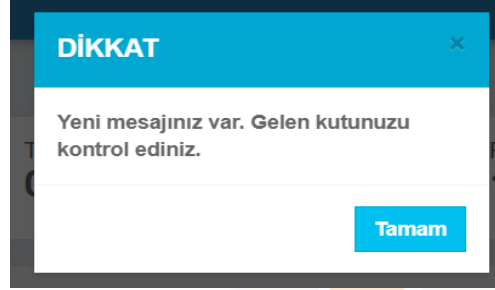 DİKKAT
×
Yeni mesajınız var. Gelen kutunuzu
kontrol ediniz.
Tamam